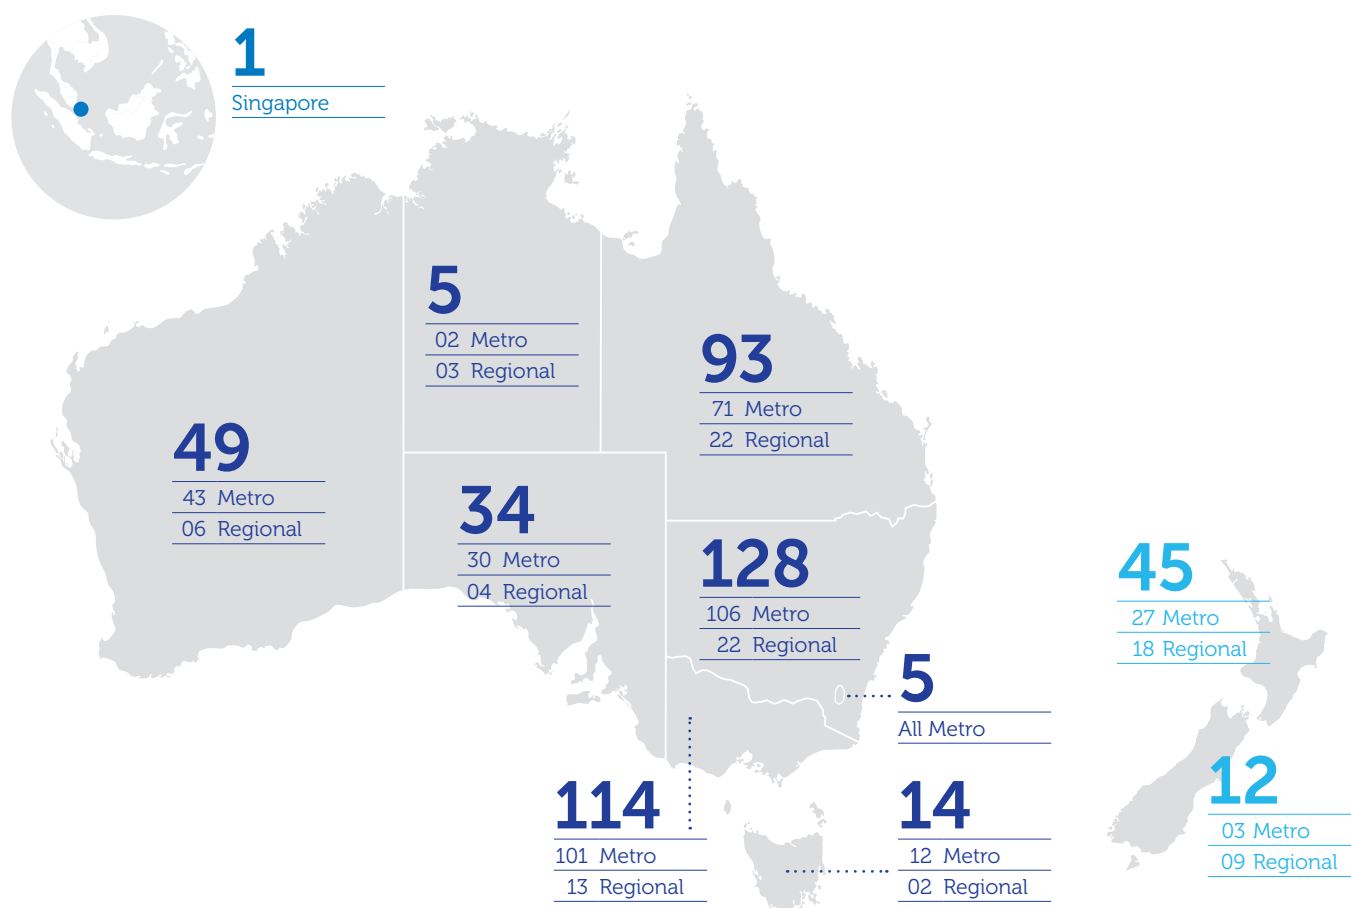 1
Singapore
5
02 Metro
03 Regional
93
71 Metro
22 Regional
49
43 Metro
06 Regional
34
30 Metro
04 Regional
128
106 Metro
22 Regional
45
27 Metro
18 Regional
5
All Metro
12
03 Metro
09 Regional
114
101 Metro
13 Regional
14
12 Metro
02 Regional